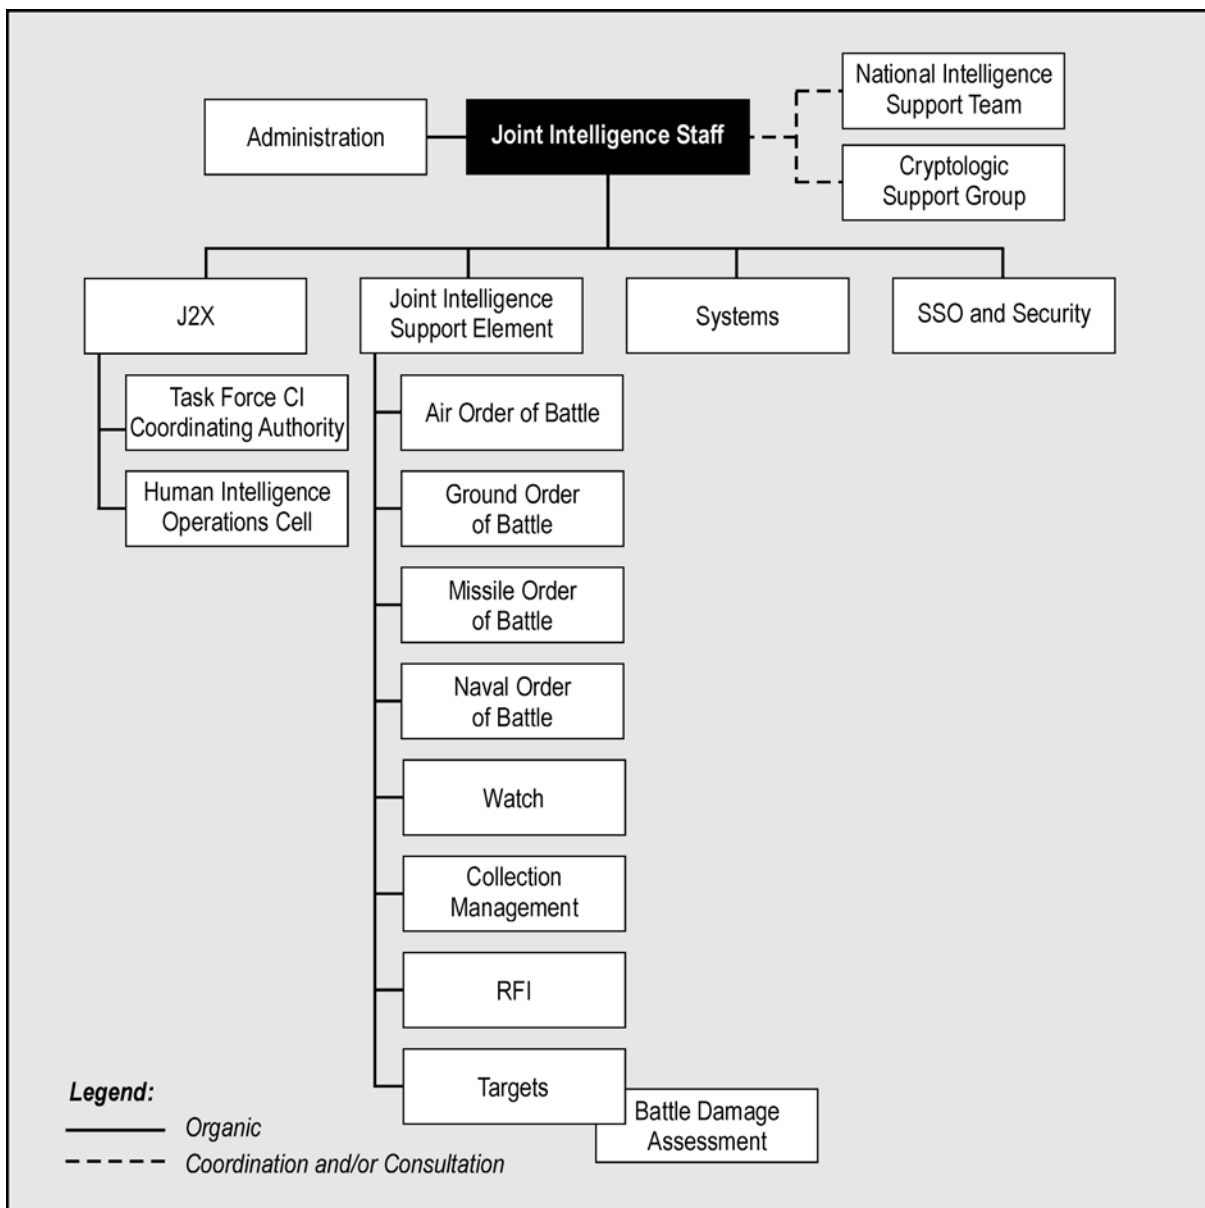 National Intelligence
Support Team
Administration
Joint Intelligence Staff
Cryptologic
Support Group
J2X
Joint Intelligence
Support Element
Systems
SSO and Security
Task Force CI
Coordinating Authority
Human Intelligence
Operations Cell
Air Order of Battle
Ground Order
of Battle
Missile Order
of Battle
Naval Order
of Battle
Watch
Collection
Management
RFI
Targets
Battle Damage
Assessment
Legend:
Organic
Coordination and/or Consultation